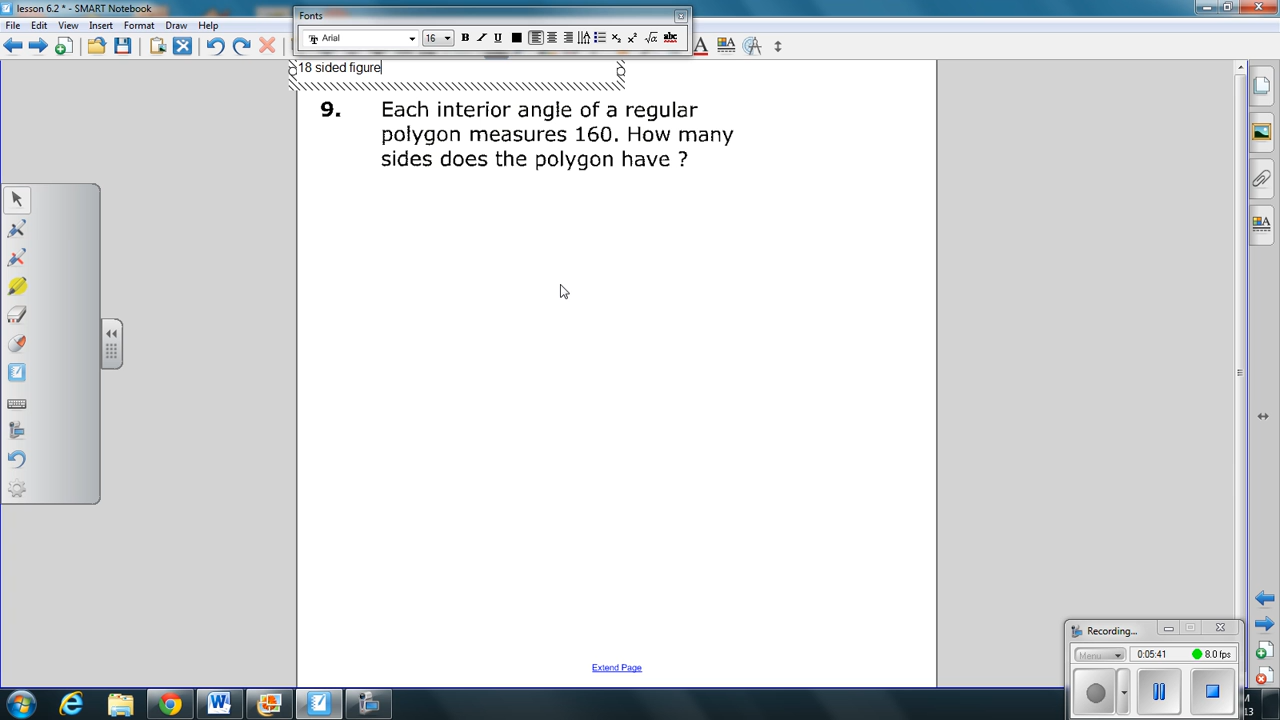 lesson 6.2 * - SMART Notebook
Fonts
File Edit View Insert Format Draw Help
Arial 16 B I U abc
18 sided figure
9. Each interior angle of a regular
polygon measures 160. How many
sides does the polygon have ?
Recording...
Menu 0:05:41 8.0 fps
Extend Page
M
13